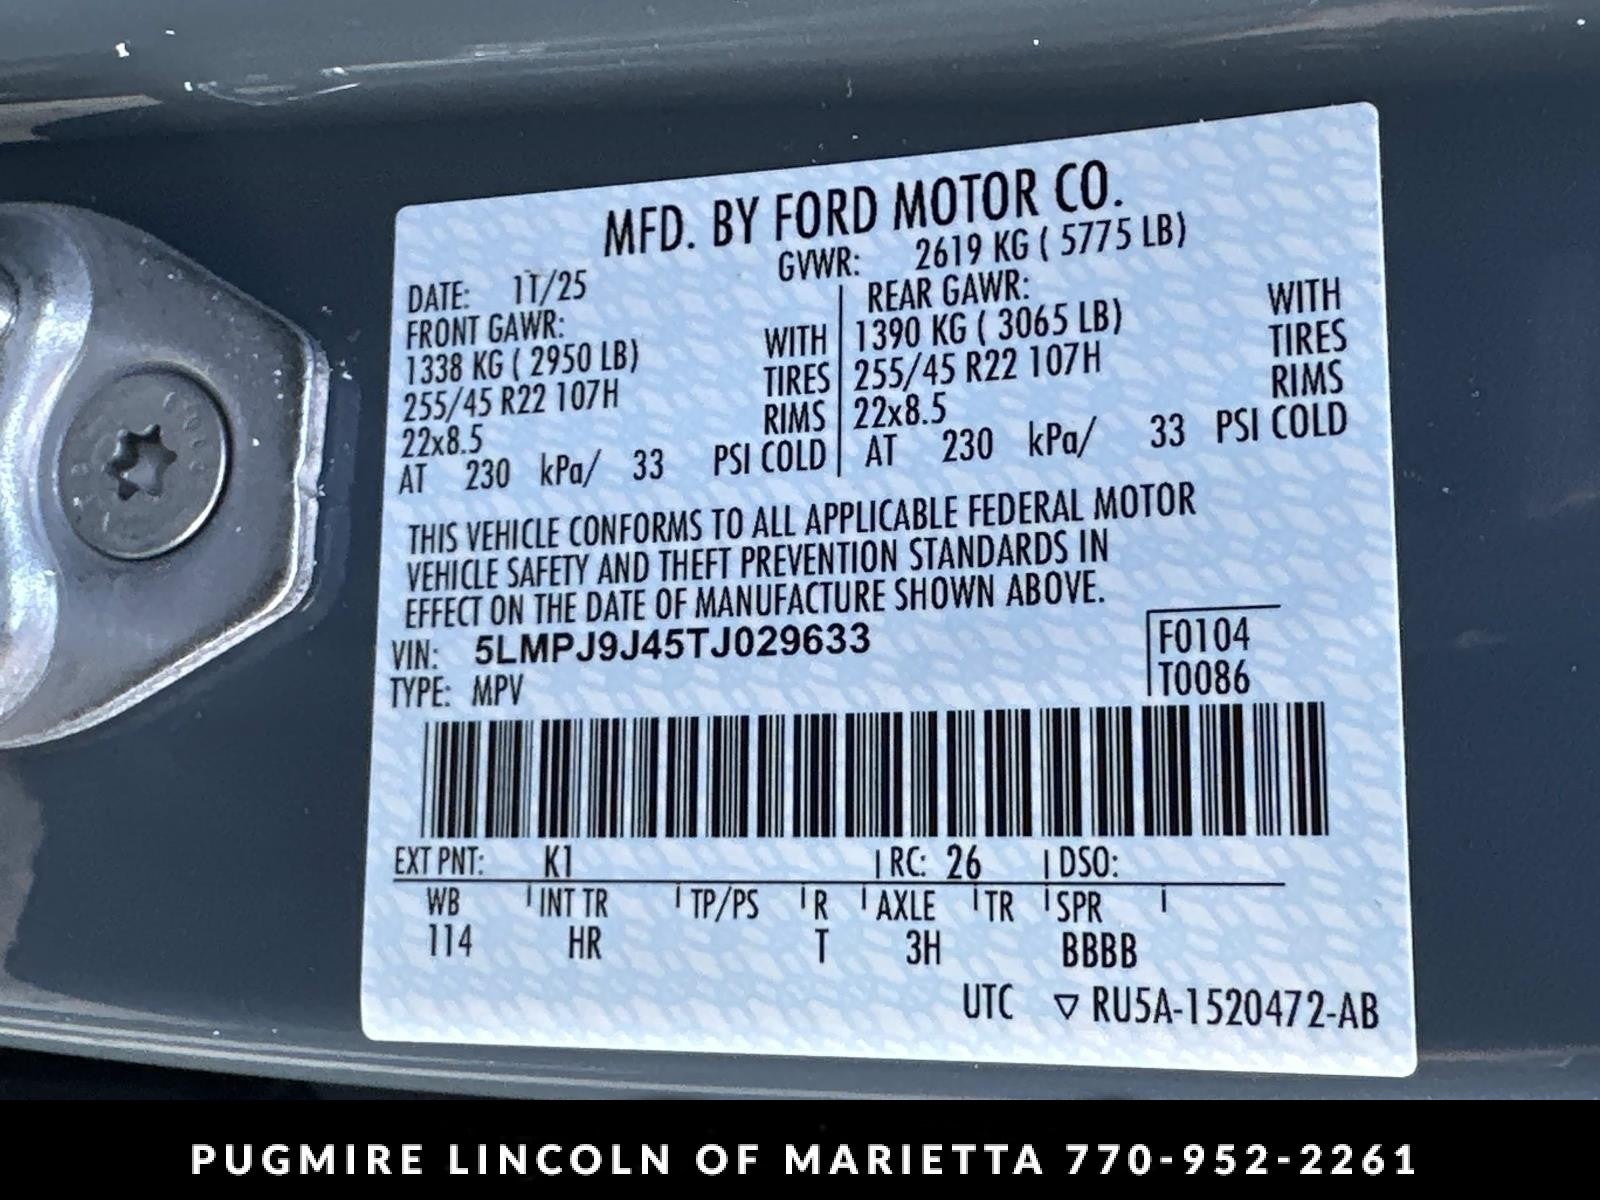 MFD. BY FORD MOTOR CO.
DATE: 1T/25 GVWR: 2619 KG ( 5775 LB)
FRONT GAWR: REAR GAWR:
1338 KG ( 2950 LB) WITH 1390 KG ( 3065 LB) WITH
255/45 R22 107H TIRES 255/45 R22 107H TIRES
22x8.5 RIMS 22x8.5 RIMS
AT 230 kPa/ 33 PSI COLD AT 230 kPa/ 33 PSI COLD
THIS VEHICLE CONFORMS TO ALL APPLICABLE FEDERAL MOTOR
VEHICLE SAFETY AND THEFT PREVENTION STANDARDS IN
EFFECT ON THE DATE OF MANUFACTURE SHOWN ABOVE.
VIN: 5LMPJ9J45TJ029633 F0104
TYPE: MPV T0086
EXT PNT: K1 RC: 26 DSO:
WB INT TR TP/PS R AXLE TR SPR
114 HR T 3H BBBB
UTC ▽ RU5A-1520472-AB
PUGMIRE LINCOLN OF MARIETTA 770-952-2261